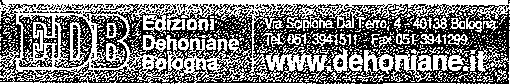 EDB
Edizioni
Dehoniane
Bologna
Via Scipione Dal Ferro, 4 - 40138 Bologna
Tel. 051 3941511 - Fax 051 3941299
www.dehoniane.it